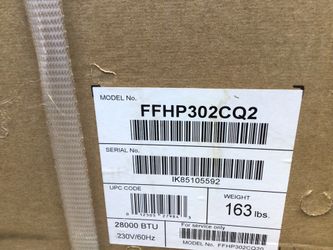 MODEL No.
FFHP302CQ2
SERIAL No.
IK85105592
UPC CODE
WEIGHT
163 lbs.
28000 BTU
230V/60Hz
For service only
MODEL No. FFHP302CQ20